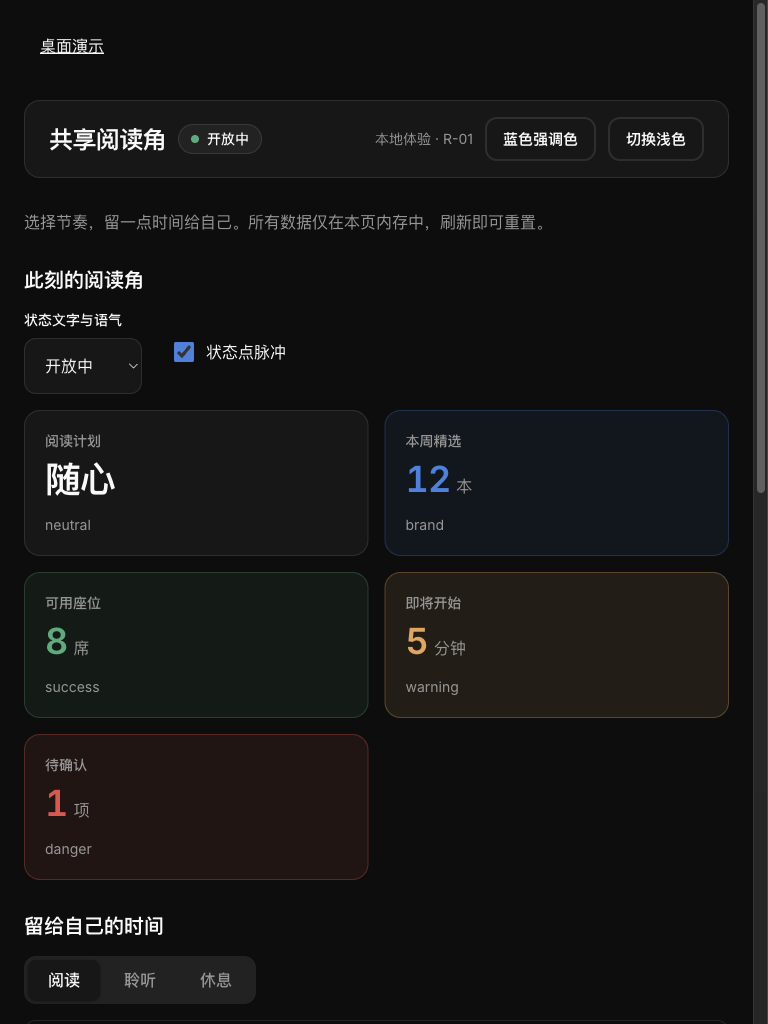 桌面演示
共享阅读角 开放中 本地体验 · R-01 蓝色强调色 切换浅色
选择节奏，留一点时间给自己。所有数据仅在本页内存中，刷新即可重置。
此刻的阅读角
状态文字与语气
开放中 状态点脉冲
阅读计划
随心
neutral
本周精选
12 本
brand
可用座位
8 席
success
即将开始
5 分钟
warning
待确认
1 项
danger
留给自己的时间
阅读 聆听 休息